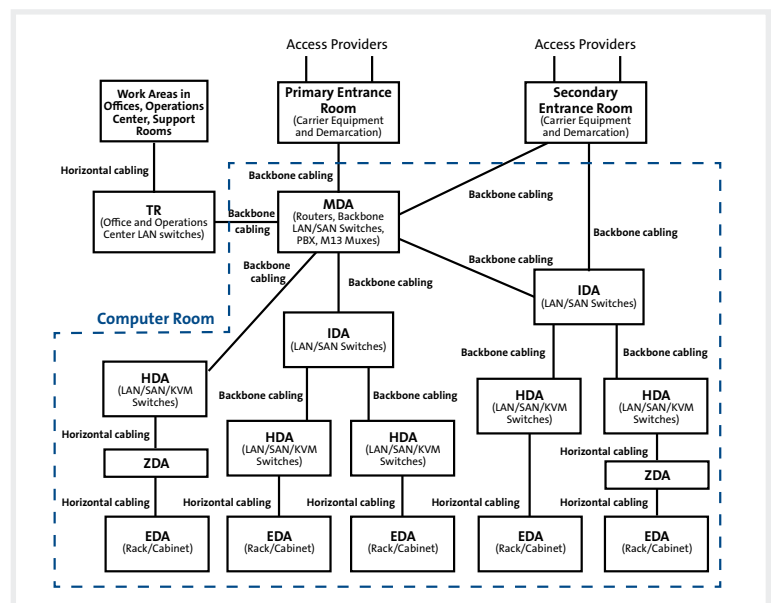 Access Providers
Access Providers
Work Areas in
Offices, Operations
Center, Support
Rooms
Primary Entrance
Room
(Carrier Equipment
and Demarcation)
Secondary
Entrance Room
(Carrier Equipment
and Demarcation)
Horizontal cabling
Backbone cabling
Backbone cabling
TR
(Office and Operations
Center LAN switches)
Backbone
cabling
MDA
(Routers, Backbone
LAN/SAN Switches,
PBX, M13 Muxes)
Backbone cabling
Backbone cabling
Backbone
cabling
Backbone cabling
IDA
(LAN/SAN Switches)
Computer Room
IDA
(LAN/SAN Switches)
Backbone cabling
Backbone cabling
HDA
(LAN/SAN/KVM
Switches)
Backbone cabling
Backbone cabling
HDA
(LAN/SAN/KVM
Switches)
HDA
(LAN/SAN/KVM
Switches)
Horizontal cabling
HDA
(LAN/SAN/KVM
Switches)
HDA
(LAN/SAN/KVM
Switches)
Horizontal cabling
ZDA
ZDA
Horizontal cabling
Horizontal cabling
Horizontal cabling
Horizontal cabling
Horizontal cabling
EDA
(Rack/Cabinet)
EDA
(Rack/Cabinet)
EDA
(Rack/Cabinet)
EDA
(Rack/Cabinet)
EDA
(Rack/Cabinet)